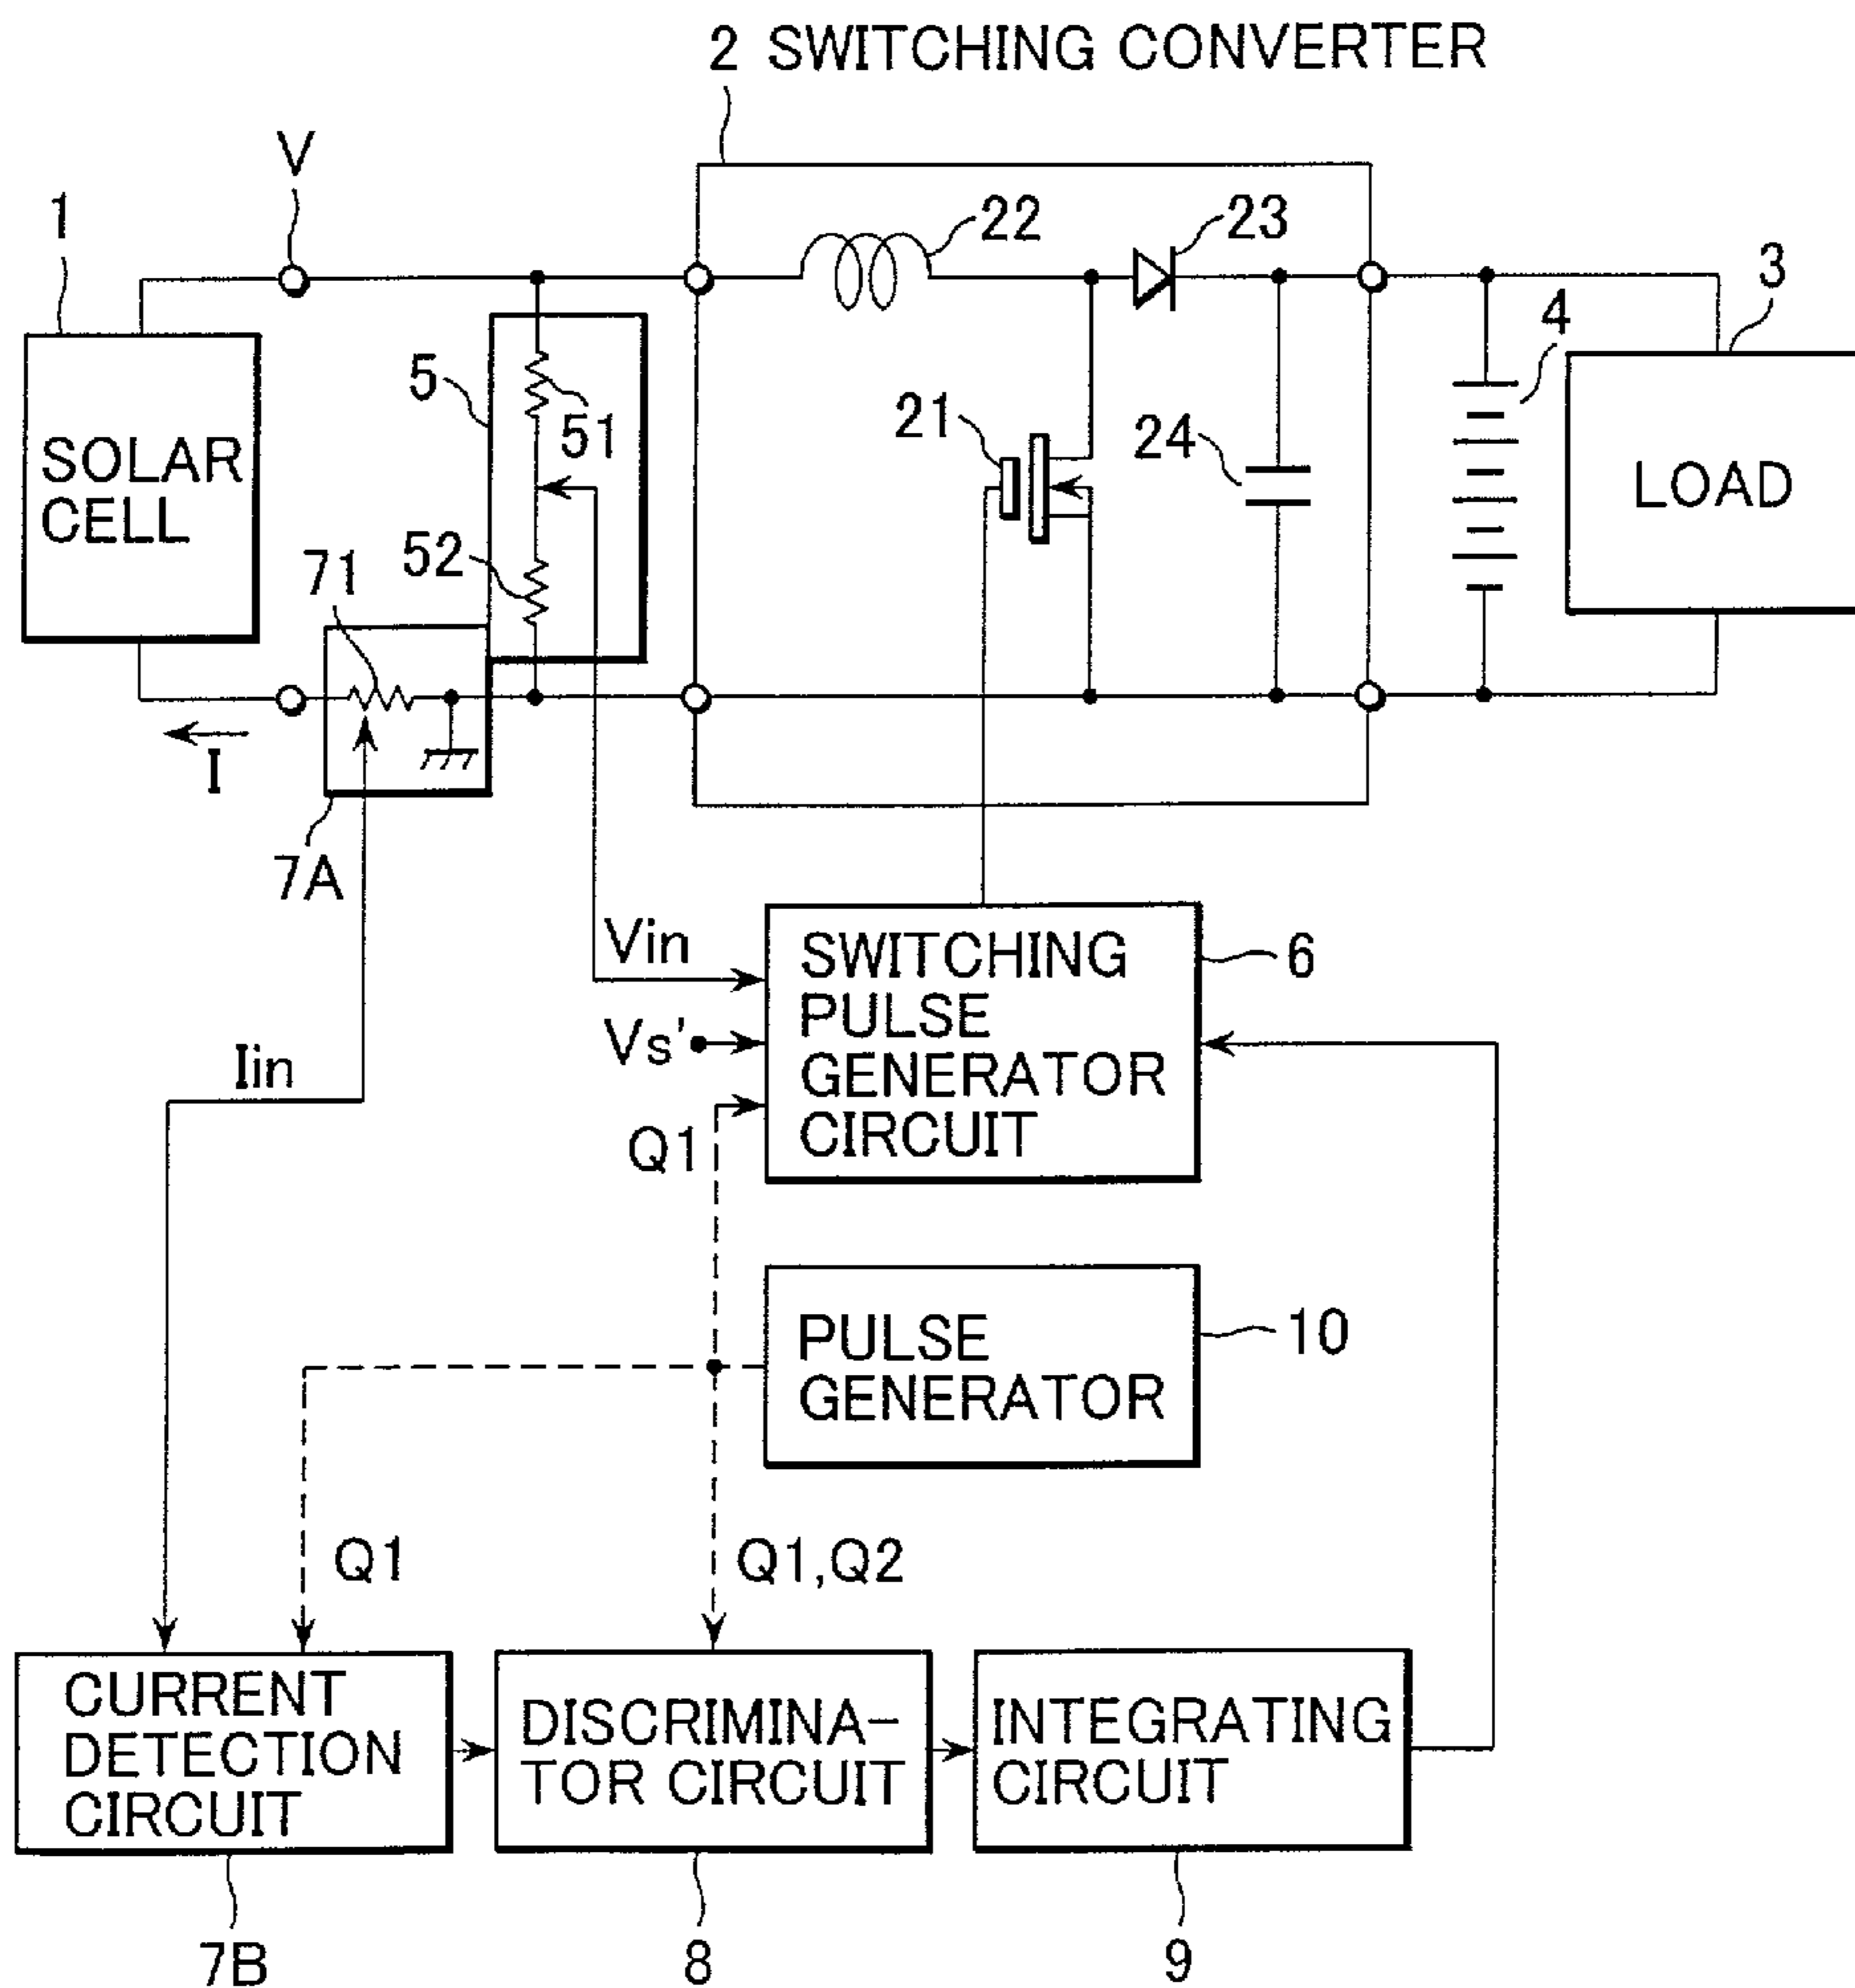 2 SWITCHING CONVERTER
V
1
22
23
3
4
5
51
21
24
SOLAR
CELL
LOAD
52
71
I
7A
Vin
SWITCHING
PULSE
GENERATOR
CIRCUIT
6
Vs'
Iin
Q1
PULSE
GENERATOR
10
Q1
Q1,Q2
CURRENT
DETECTION
CIRCUIT
DISCRIMINA-
TOR CIRCUIT
INTEGRATING
CIRCUIT
7B
8
9